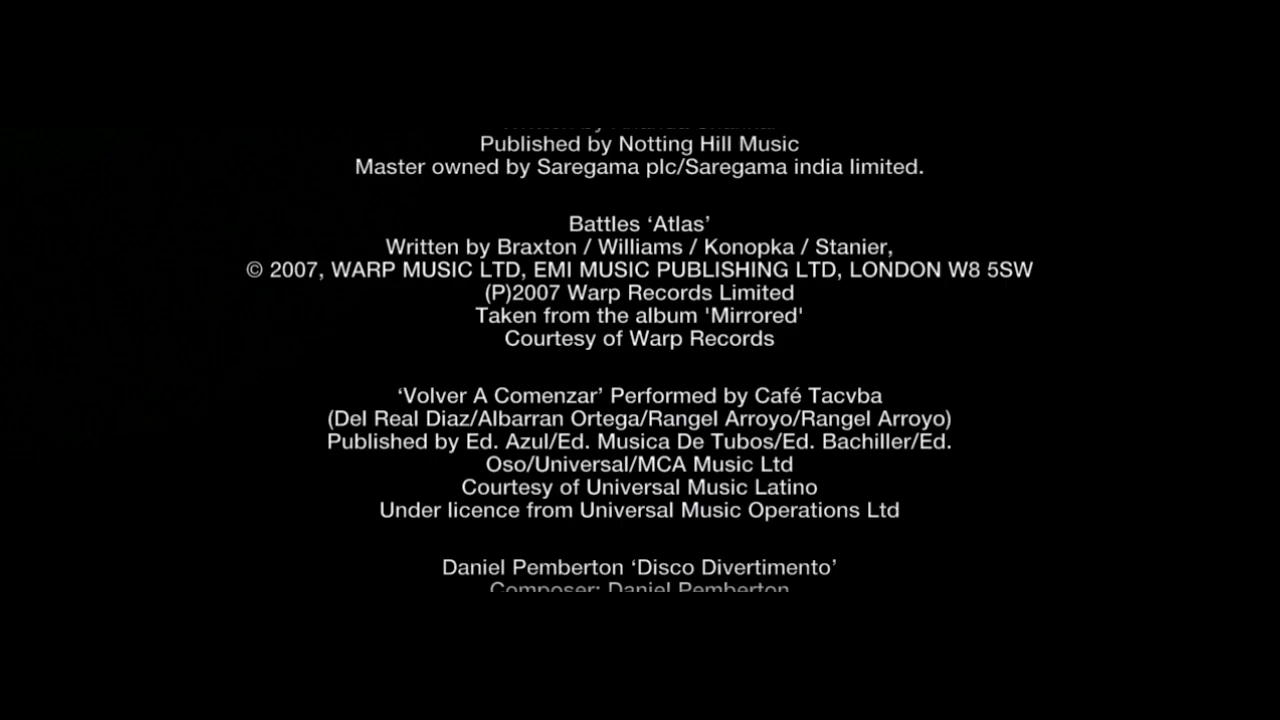 Published by Notting Hill Music
Master owned by Saregama plc/Saregama india limited.
Battles ‘Atlas’
Written by Braxton / Williams / Konopka / Stanier,
© 2007, WARP MUSIC LTD, EMI MUSIC PUBLISHING LTD, LONDON W8 5SW
(P)2007 Warp Records Limited
Taken from the album 'Mirrored'
Courtesy of Warp Records
‘Volver A Comenzar’ Performed by Café Tacvba
(Del Real Diaz/Albarran Ortega/Rangel Arroyo/Rangel Arroyo)
Published by Ed. Azul/Ed. Musica De Tubos/Ed. Bachiller/Ed.
Oso/Universal/MCA Music Ltd
Courtesy of Universal Music Latino
Under licence from Universal Music Operations Ltd
Daniel Pemberton ‘Disco Divertimento’
Composer: Daniel Pemberton